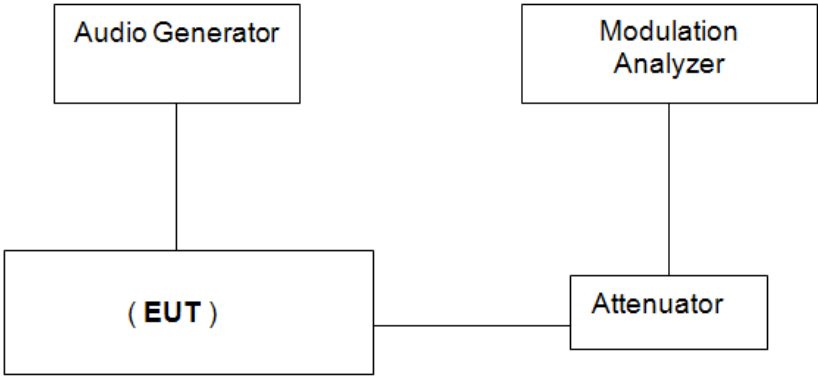 Audio Generator
Modulation
Analyzer
( EUT )
Attenuator